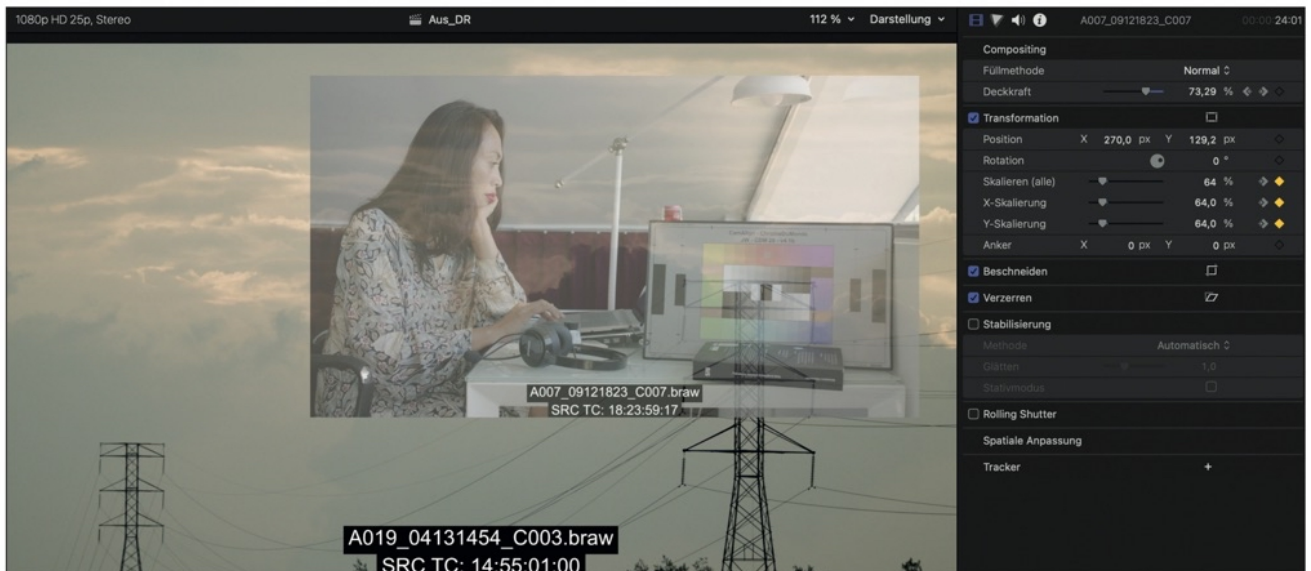 1080p HD 25p, Stereo
Aus_DR
112 %
Darstellung
A007_09121823_C007
00:00 24:01
Compositing
Füllmethode Normal
Deckkraft 73,29 %
Transformation
Position X 270,0 px Y 129,2 px
Rotation 0 °
Skalieren (alle) 64 %
X-Skalierung 64,0 %
Y-Skalierung 64,0 %
Anker X 0 px Y 0 px
Beschneiden
Verzerren
Stabilisierung
Methode Automatisch
Glätten 1,0
Stativmodus
Rolling Shutter
Spatiale Anpassung
Tracker +
A007_09121823_C007.braw
SRC TC: 18:23:59:17
A019_04131454_C003.braw
SRC TC: 14:55:01:00